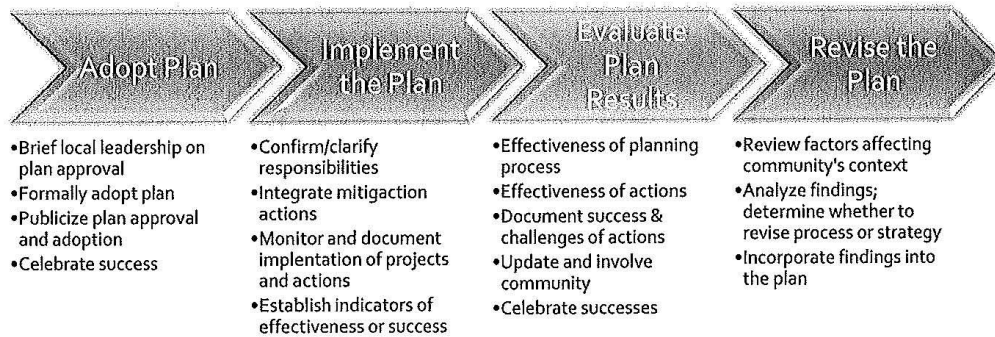 Adopt Plan
Implement
the Plan
Evaluate
Plan
Results
Revise the
Plan
•Brief local leadership on
plan approval
•Formally adopt plan
•Publicize plan approval
and adoption
•Celebrate success
•Confirm/clarify
responsibilities
•Integrate mitigaction
actions
•Monitor and document
implentation of projects
and actions
•Establish indicators of
effectiveness or success
•Effectiveness of planning
process
•Effectiveness of actions
•Document success &
challenges of actions
•Update and involve
community
•Celebrate successes
•Review factors affecting
community's context
•Analyze findings;
determine whether to
revise process or strategy
•Incorporate findings into
the plan